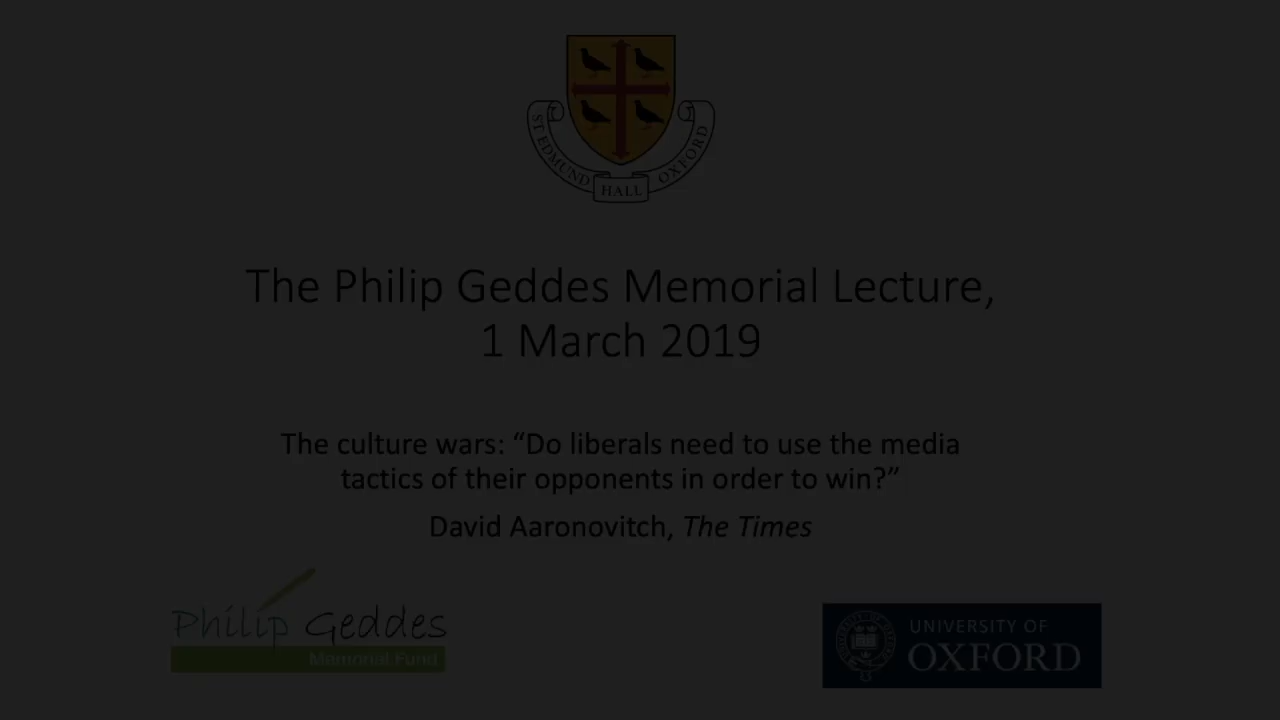 ST EDMUND HALL OXFORD
The Philip Geddes Memorial Lecture,
1 March 2019
The culture wars: “Do liberals need to use the media
tactics of their opponents in order to win?”
David Aaronovitch, The Times
Philip Geddes
Memorial Fund
UNIVERSITY OF
OXFORD